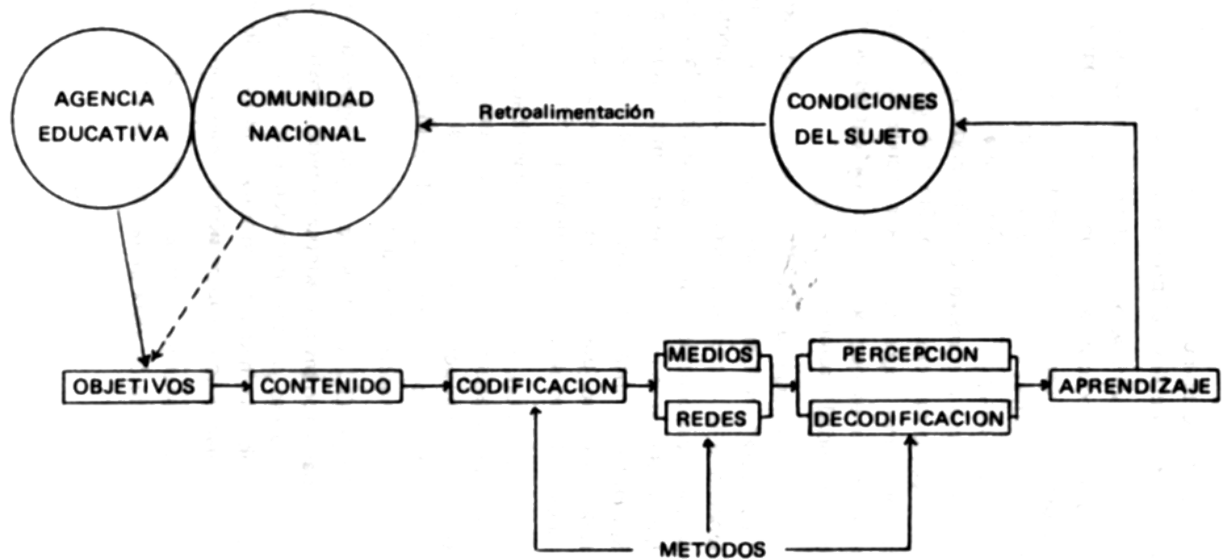 AGENCIA
EDUCATIVA
COMUNIDAD
NACIONAL
Retroalimentación
CONDICIONES
DEL SUJETO
OBJETIVOS
CONTENIDO
CODIFICACION
MEDIOS
REDES
PERCEPCION
DECODIFICACION
APRENDIZAJE
METODOS